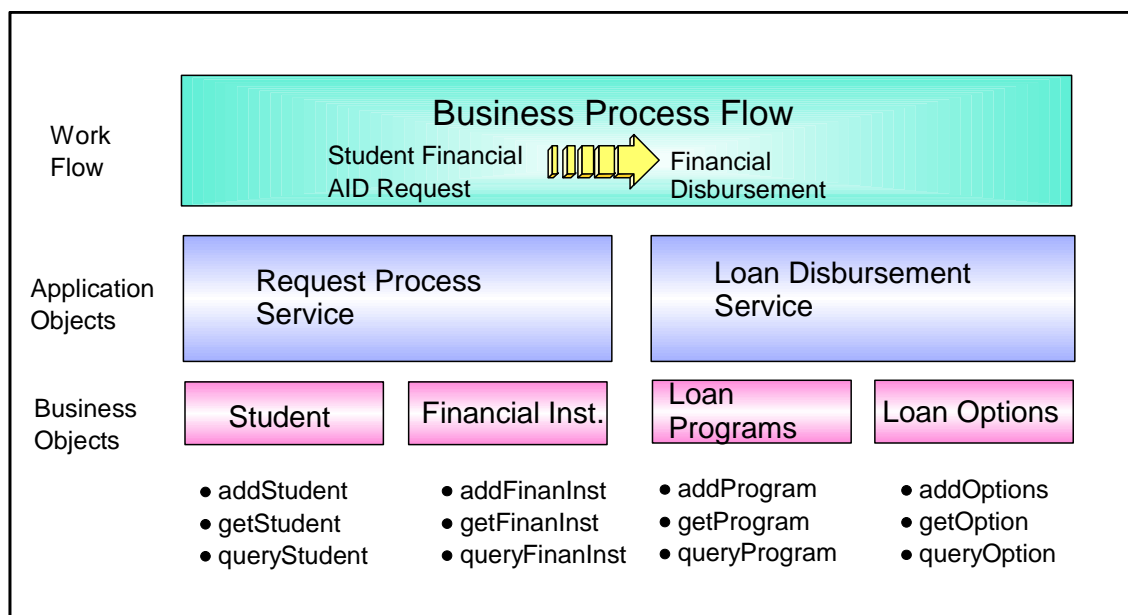 Business Process Flow
Work
Flow
Student Financial
AID Request
Financial
Disbursement
Application
Objects
Request Process
Service
Loan Disbursement
Service
Business
Objects
Student
Financial Inst.
Loan
Programs
Loan Options
• addStudent
• getStudent
• queryStudent
• addFinanInst
• getFinanInst
• queryFinanInst
• addProgram
• getProgram
• queryProgram
• addOptions
• getOption
• queryOption